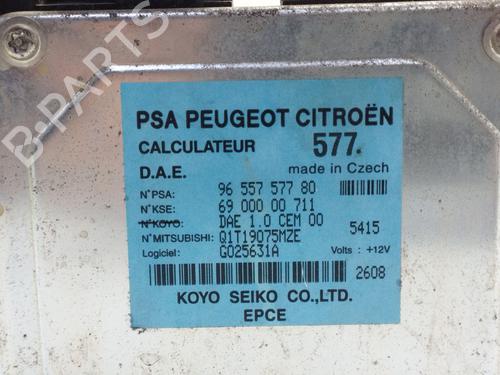 B-PARTS
PSA PEUGEOT CITROËN
CALCULATEUR 577.
D.A.E. made in Czech
N°PSA: 96 557 577 80
N°KSE: 69 000 00 711
N°KOYO: DAE 1.0 CEM 00
N°MITSUBISHI: Q1T19075MZE 5415
Logiciel: G025631A Volts : +12V
2608
KOYO SEIKO CO.,LTD.
EPCE